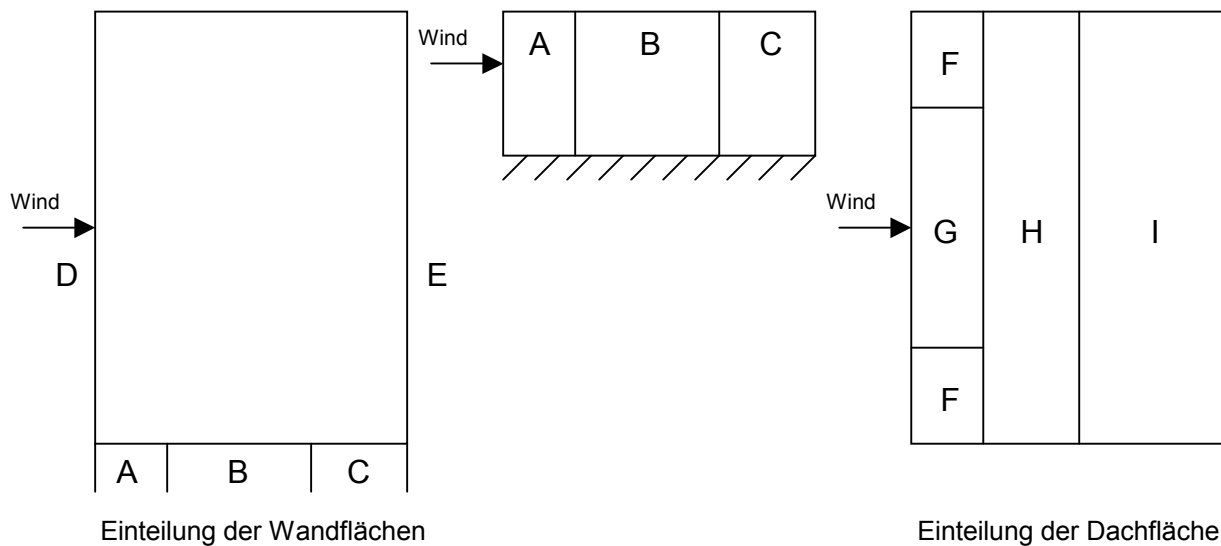 Wind
D
E
A B C
Einteilung der Wandflächen
Wind
A B C
Wind
F
G H I
F
Einteilung der Dachfläche